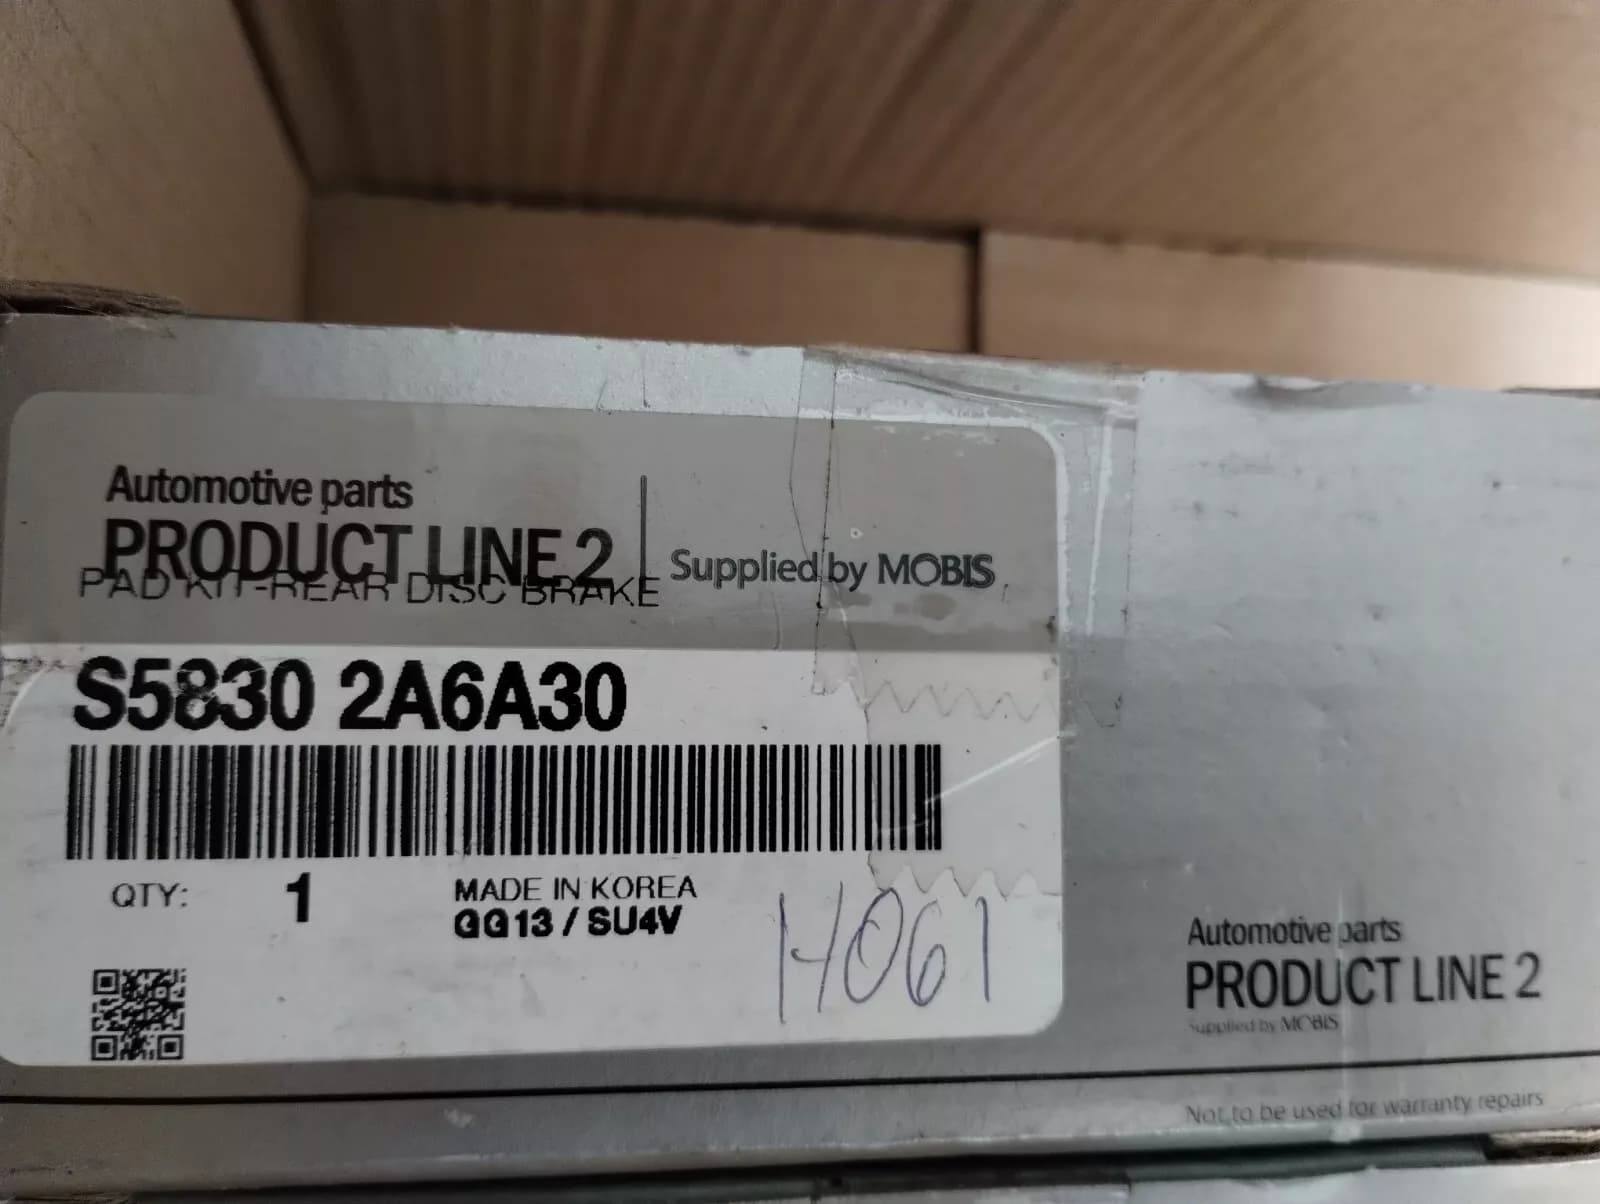 Automotive parts
PRODUCT LINE 2
Supplied by MOBIS
PAD KIT-REAR DISC BRAKE
S5830 2A6A30
QTY: 1
MADE IN KOREA
GG13 / SU4V
H061
Automotive parts
PRODUCT LINE 2
Supplied by MOBIS
Not to be used for warranty repairs